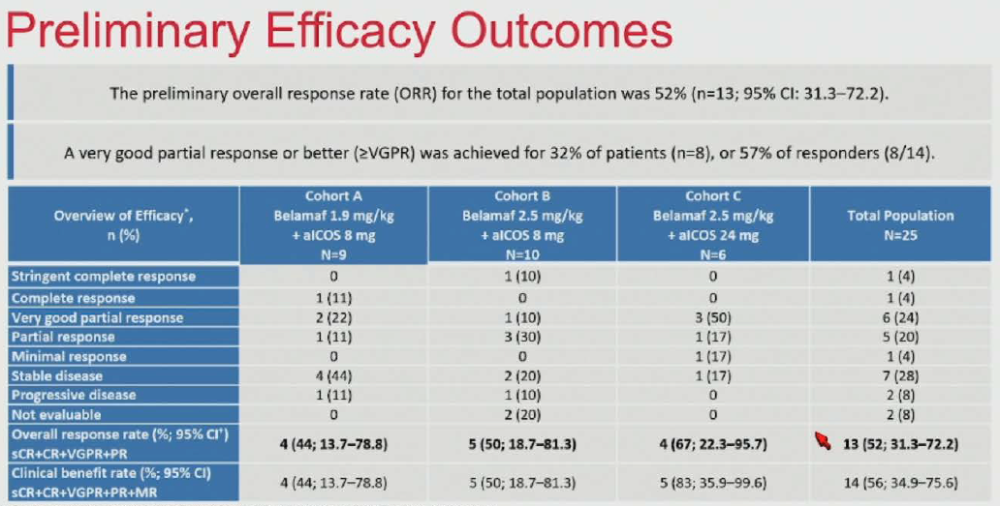 Preliminary Efficacy Outcomes
The preliminary overall response rate (ORR) for the total population was 52% (n=13; 95% CI: 31.3–72.2).
A very good partial response or better (≥VGPR) was achieved for 32% of patients (n=8), or 57% of responders (8/14).
Overview of Efficacy*, n (%) Cohort A Belamaf 1.9 mg/kg + aICOS 8 mg N=9 Cohort B Belamaf 2.5 mg/kg + aICOS 8 mg N=10 Cohort C Belamaf 2.5 mg/kg + aICOS 24 mg N=6 Total Population N=25
Stringent complete response 0 1 (10) 0 1 (4)
Complete response 1 (11) 0 0 1 (4)
Very good partial response 2 (22) 1 (10) 3 (50) 6 (24)
Partial response 1 (11) 3 (30) 1 (17) 5 (20)
Minimal response 0 0 1 (17) 1 (4)
Stable disease 4 (44) 2 (20) 1 (17) 7 (28)
Progressive disease 1 (11) 1 (10) 0 2 (8)
Not evaluable 0 2 (20) 0 2 (8)
Overall response rate (%; 95% CI⁺) sCR+CR+VGPR+PR 4 (44; 13.7–78.8) 5 (50; 18.7–81.3) 4 (67; 22.3–95.7) 13 (52; 31.3–72.2)
Clinical benefit rate (%; 95% CI) sCR+CR+VGPR+PR+MR 4 (44; 13.7–78.8) 5 (50; 18.7–81.3) 5 (83; 35.9–99.6) 14 (56; 34.9–75.6)